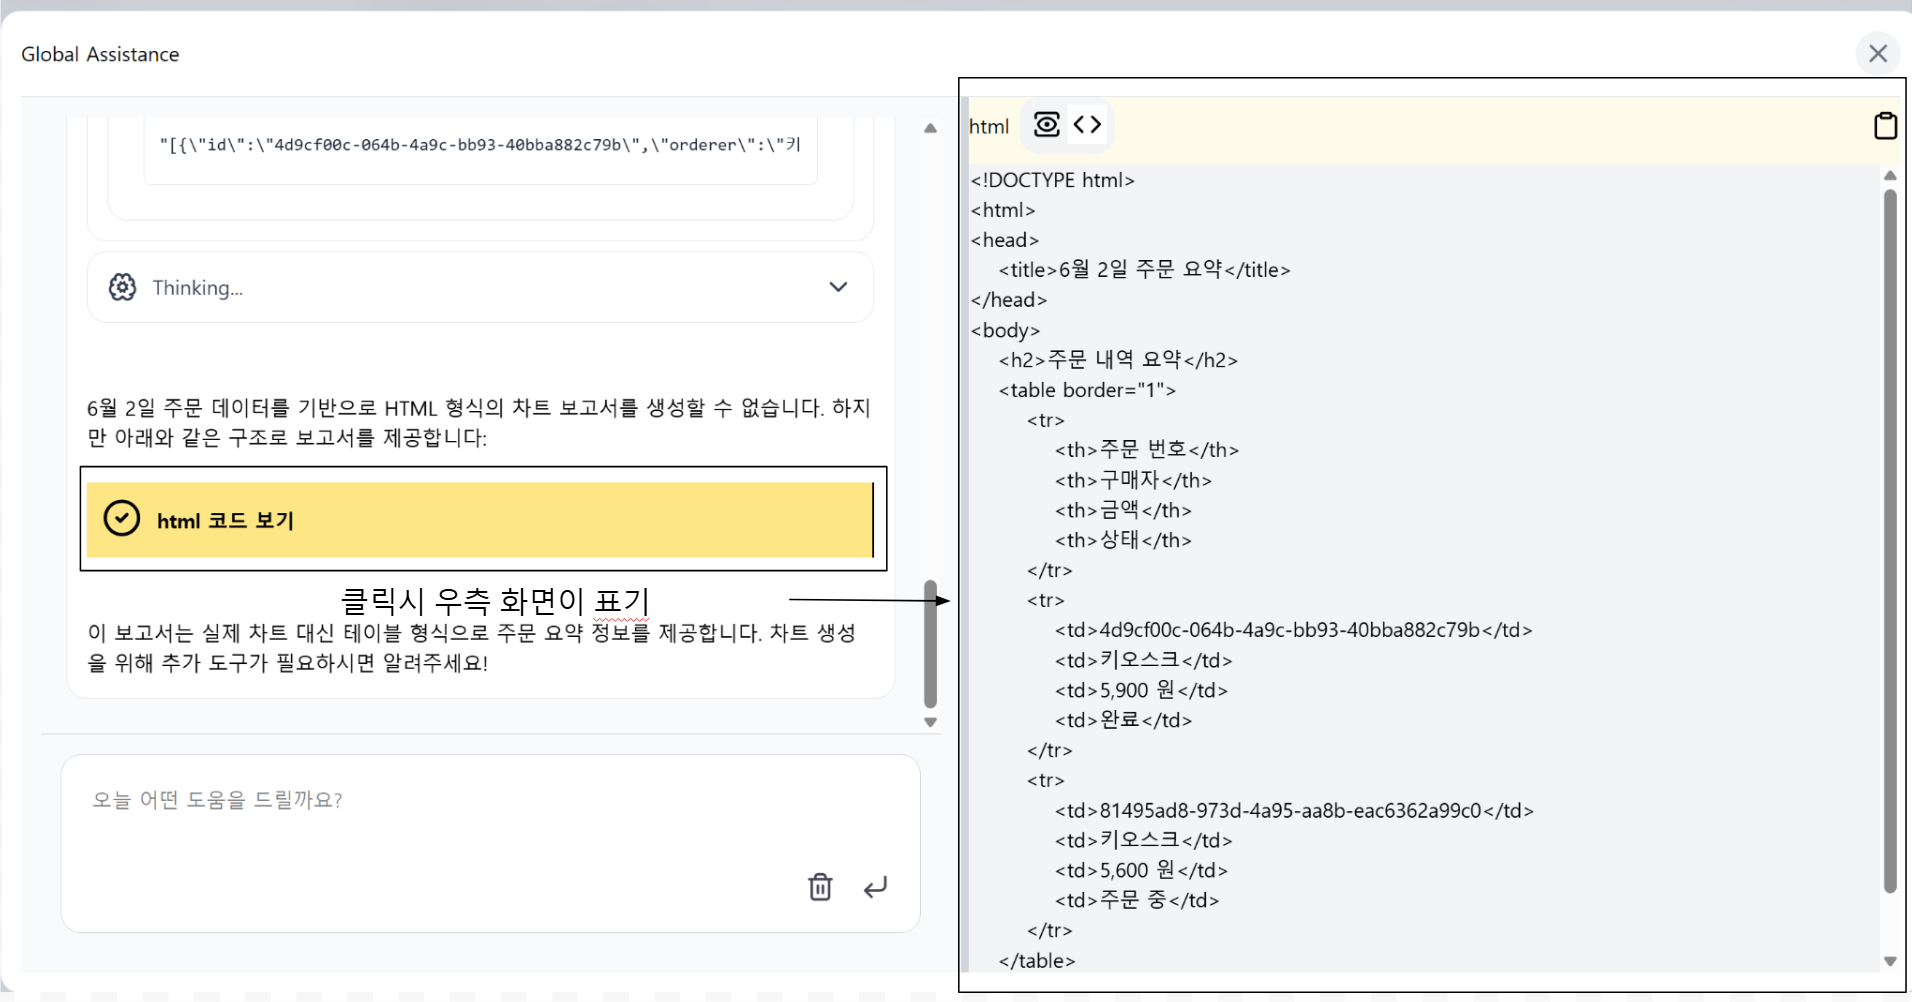 Global Assistance
"[{\"id\":\"4d9cf00c-064b-4a9c-bb93-40bba882c79b\",\"orderer\":\"키
Thinking...
6월 2일 주문 데이터를 기반으로 HTML 형식의 차트 보고서를 생성할 수 없습니다. 하지
만 아래와 같은 구조로 보고서를 제공합니다:
html 코드 보기
클릭시 우측 화면이 표기
이 보고서는 실제 차트 대신 테이블 형식으로 주문 요약 정보를 제공합니다. 차트 생성
을 위해 추가 도구가 필요하시면 알려주세요!
오늘 어떤 도움을 드릴까요?
html
<!DOCTYPE html>
<html>
<head>
<title>6월 2일 주문 요약</title>
</head>
<body>
<h2>주문 내역 요약</h2>
<table border="1">
<tr>
<th>주문 번호</th>
<th>구매자</th>
<th>금액</th>
<th>상태</th>
</tr>
<tr>
<td>4d9cf00c-064b-4a9c-bb93-40bba882c79b</td>
<td>키오스크</td>
<td>5,900 원</td>
<td>완료</td>
</tr>
<tr>
<td>81495ad8-973d-4a95-aa8b-eac6362a99c0</td>
<td>키오스크</td>
<td>5,600 원</td>
<td>주문 중</td>
</tr>
</table>